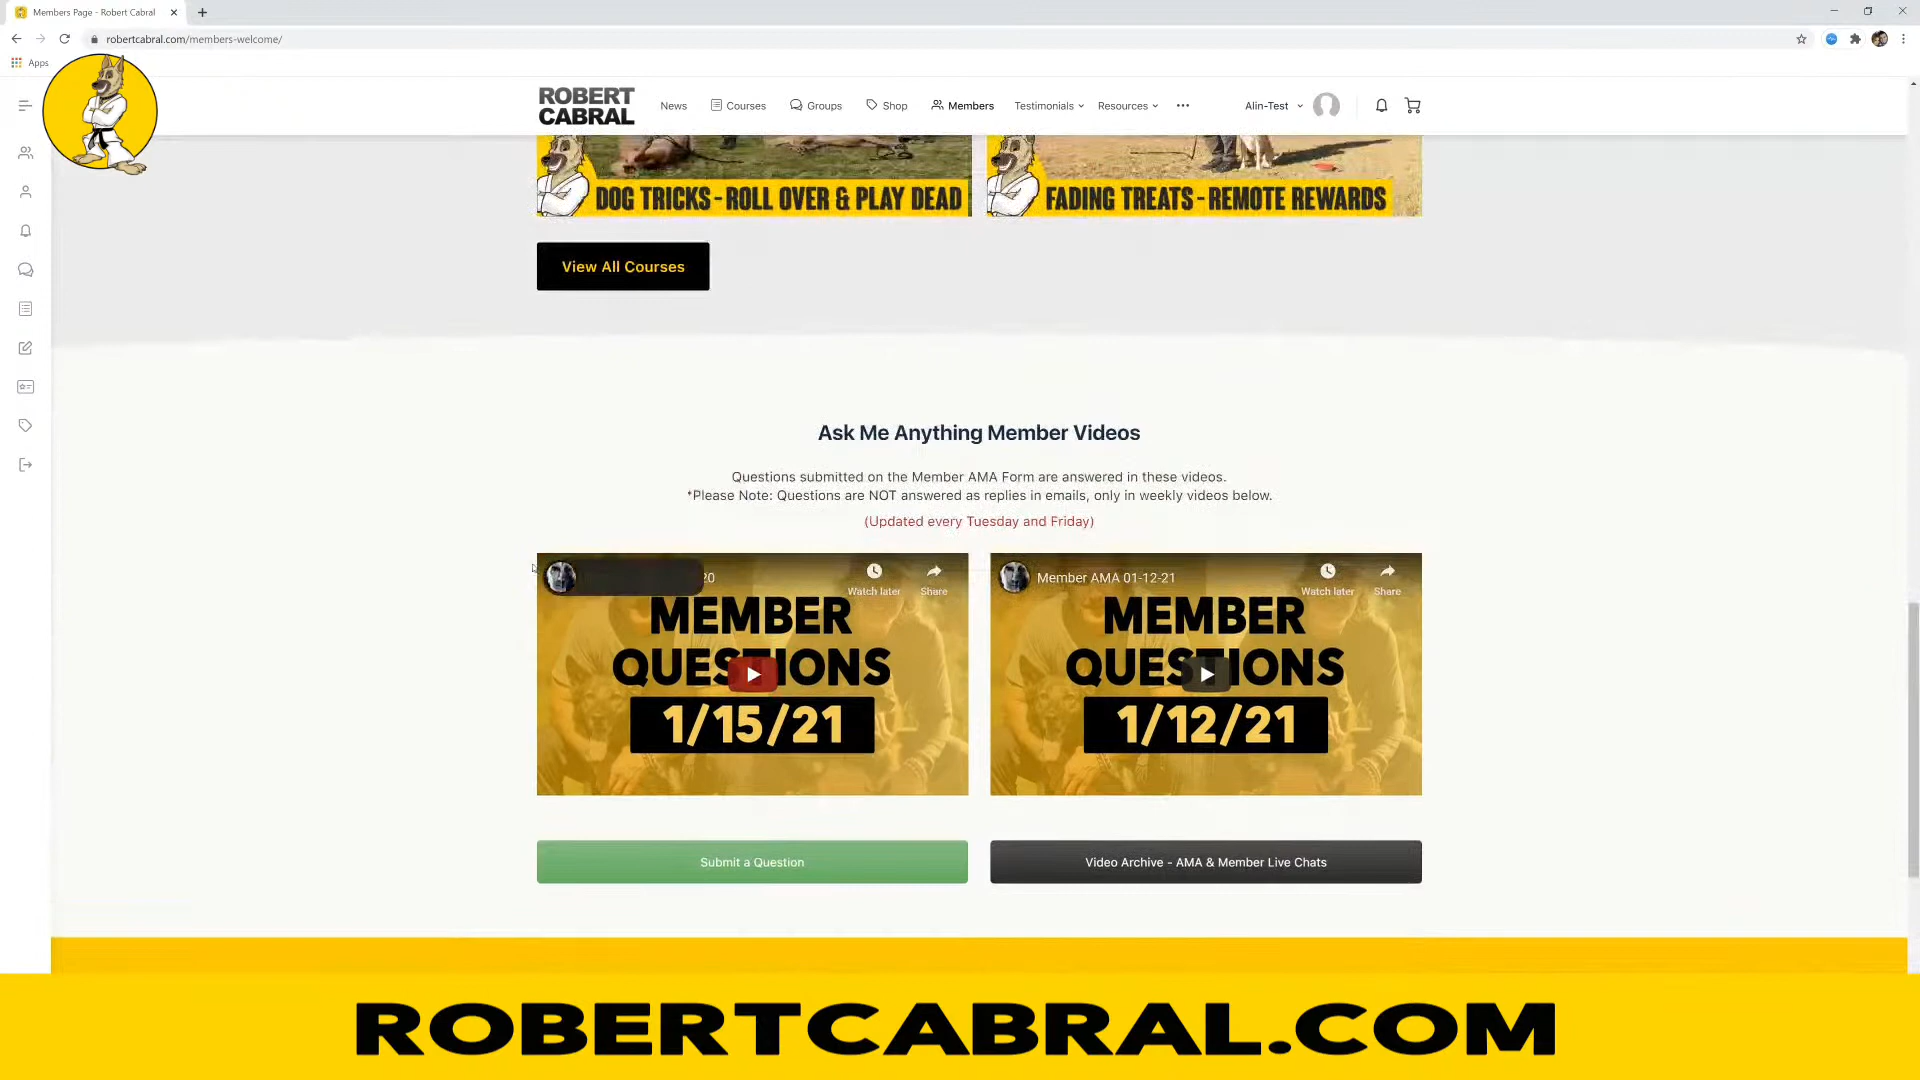 Members Page - Robert Cabral
robertcabral.com/members-welcome/
Apps
ROBERT
CABRAL
News
Courses
Groups
Shop
Members
Testimonials
Resources
Alin-Test
DOG TRICKS - ROLL OVER & PLAY DEAD
FADING TREATS - REMOTE REWARDS
View All Courses
Ask Me Anything Member Videos
Questions submitted on the Member AMA Form are answered in these videos.
*Please Note: Questions are NOT answered as replies in emails, only in weekly videos below.
(Updated every Tuesday and Friday)
20
Watch later
Share
MEMBER
QUESTIONS
1/15/21
Member AMA 01-12-21
Watch later
Share
MEMBER
QUESTIONS
1/12/21
Submit a Question
Video Archive - AMA & Member Live Chats
ROBERTCABRAL.COM